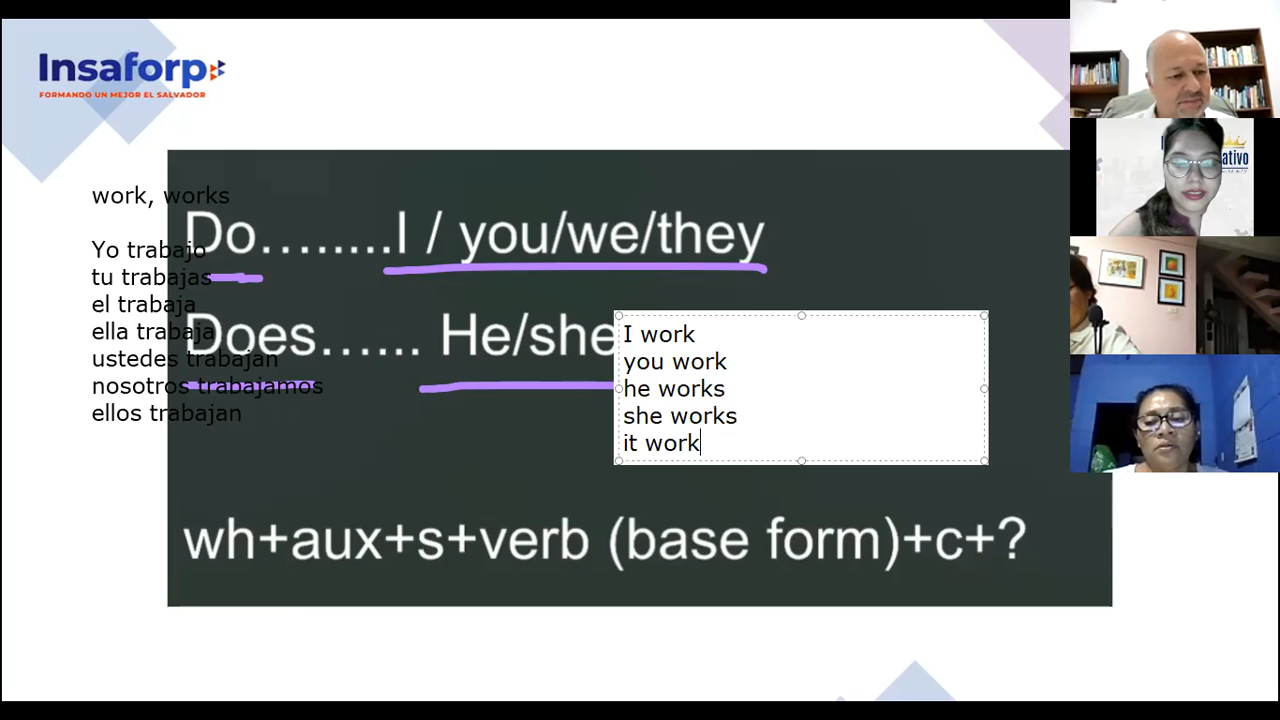 Insaforp
FORMANDO UN MEJOR EL SALVADOR
work, works
Yo trabajo
tu trabajas
el trabaja
ella trabaja
ustedes trabajan
nosotros trabajamos
ellos trabajan
Do….....I / you/we/they
Does…... He/she
I work
you work
he works
she works
it work
wh+aux+s+verb (base form)+c+?